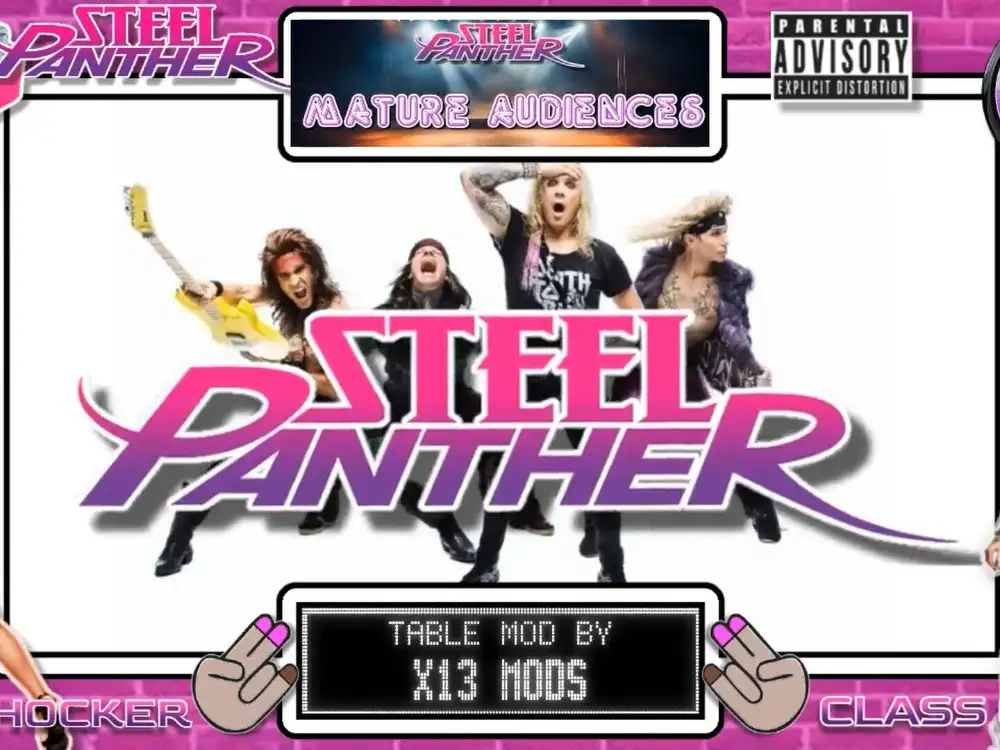 STEEL
PANTHER
STEEL
PANTHER
MATURE AUDIENCES
PARENTAL
ADVISORY
EXPLICIT DISTORTION
STEEL
PANTHER
TABLE MOD BY
X13 MODS
HOCKER
CLASS